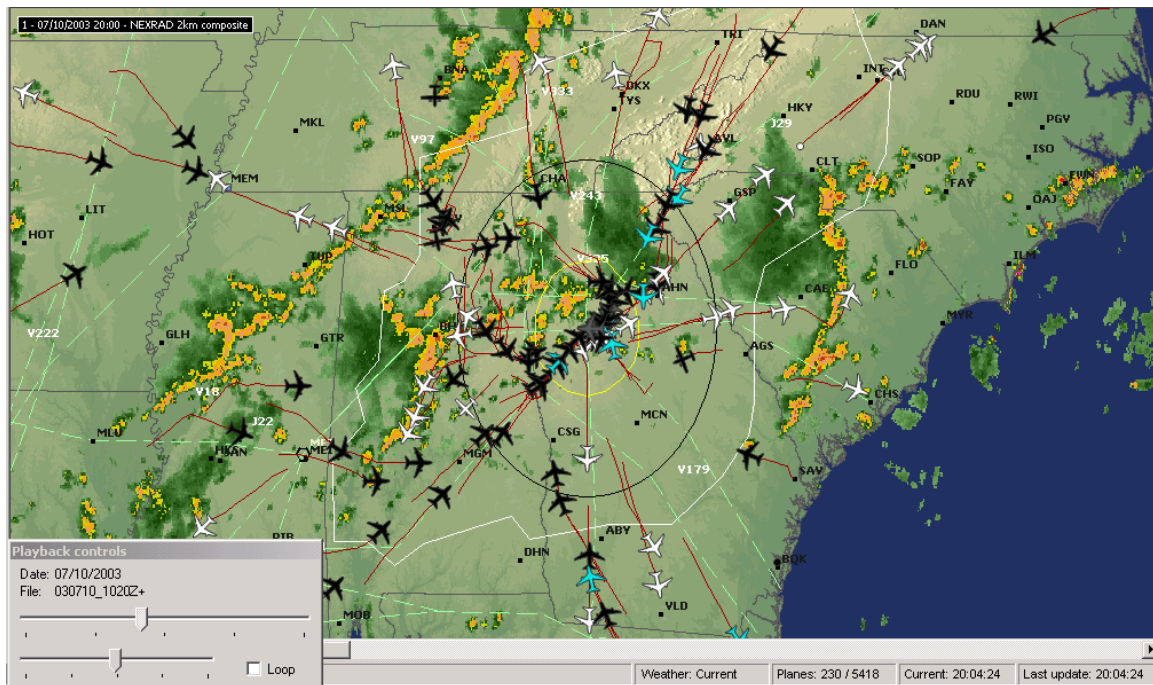 1 - 07/10/2003 20:00 - NEXRAD 2km composite
DAN
TRI
BNA
INT
V333
RDU
RWI
TYS
HKY
PGV
MKL
V97
J29
AVL
ISO
CLT
SOP
CHA
MEM
GSP
FAY
EWN
V243
LIT
MSL
OAJ
HOT
TUP
ILM
FLO
AHN
CAE
V222
MYR
GLH
GTR
AGS
V18
CHS
MCN
J22
CSG
MLU
MEI
JAN
MGM
V179
SAV
ABY
DHN
BQK
MOB
VLD
Playback controls
Date: 07/10/2003
File: 030710_1020Z+
Loop
Weather: Current
Planes: 230 / 5418
Current: 20:04:24
Last update: 20:04:24